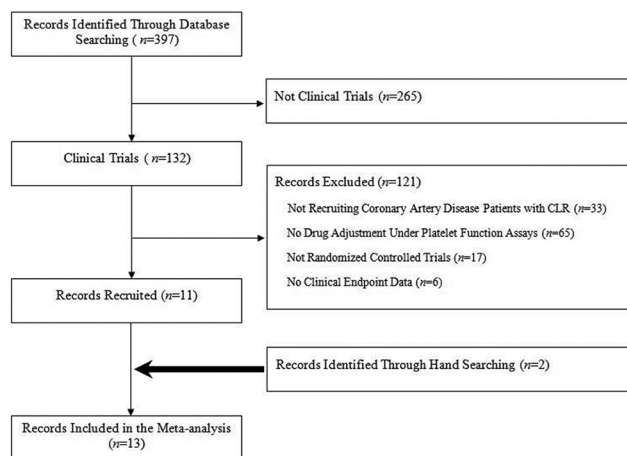 Records Identified Through Database
Searching ( n=397)
Not Clinical Trials (n=265)
Clinical Trials ( n=132)
Records Excluded (n=121)
Not Recruiting Coronary Artery Disease Patients with CLR (n=33)
No Drug Adjustment Under Platelet Function Assays (n=65)
Not Randomized Controlled Trials (n=17)
No Clinical Endpoint Data (n=6)
Records Recruited (n=11)
Records Identified Through Hand Searching (n=2)
Records Included in the Meta-analysis
(n=13)